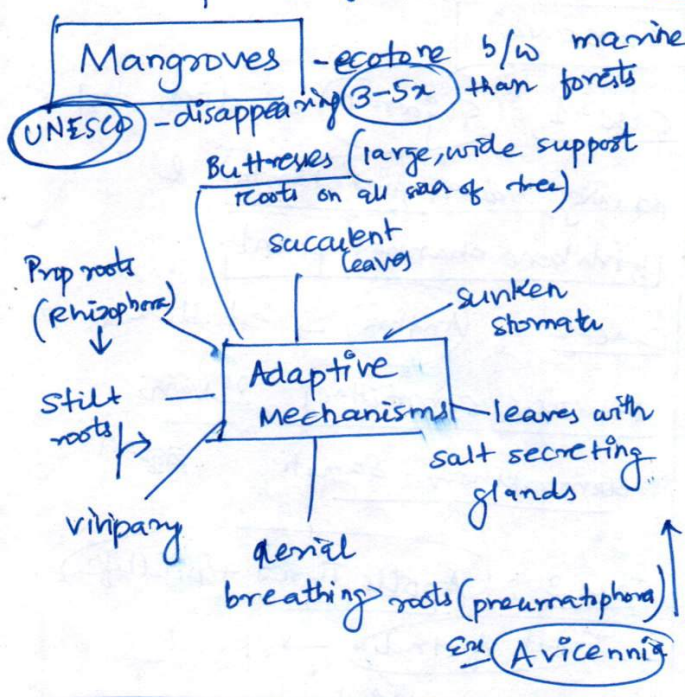 Mangroves - ecotone b/w marine
UNESCO - disappearing 3-5x than forests
Buttresses (large, wide support
roots on all sides of tree)
succulent
leaves
Prop roots
(Rhizophora)
sunken
stomata
Adaptive
Mechanisms
Stilt
roots
leaves with
salt secreting
glands
vivipary
aerial
breathing roots (pneumatophora)
Ex Avicennia